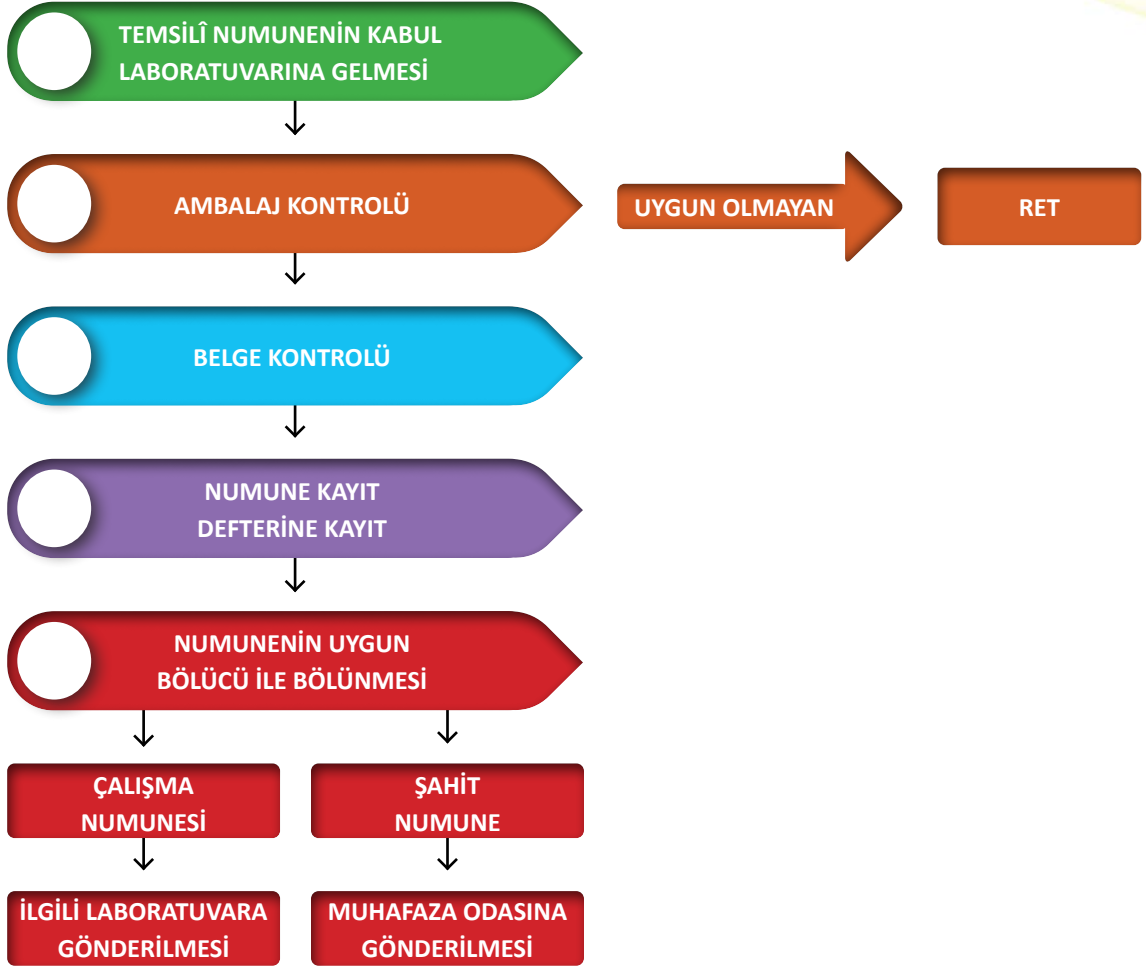 TEMSİLÎ NUMUNENİN KABUL
LABORATUVARINA GELMESİ
AMBALAJ KONTROLÜ
UYGUN OLMAYAN
RET
BELGE KONTROLÜ
NUMUNE KAYIT
DEFTERİNE KAYIT
NUMUNENİN UYGUN
BÖLÜCÜ İLE BÖLÜNMESİ
ÇALIŞMA
NUMUNESİ
ŞAHİT
NUMUNE
İLGİLİ LABORATUVARA
GÖNDERİLMESİ
MUHAFAZA ODASINA
GÖNDERİLMESİ